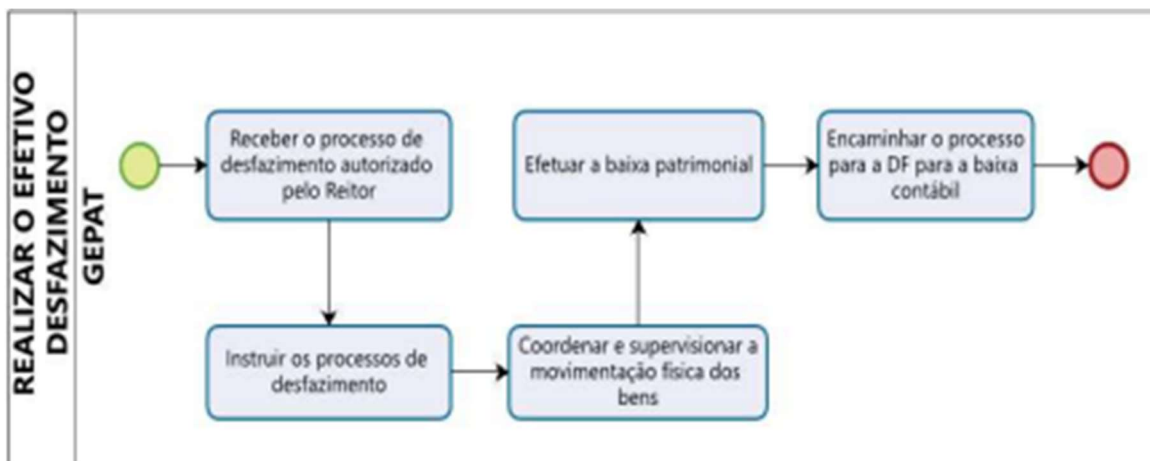 REALIZAR O EFETIVO
DESFAZIMENTO
GEPAT
Receber o processo de
desfazimento autorizado
pelo Reitor
Instruir os processos de
desfazimento
Coordenar e supervisionar a
movimentação física dos
bens
Efetuar a baixa patrimonial
Encaminhar o processo
para a DF para a baixa
contábil